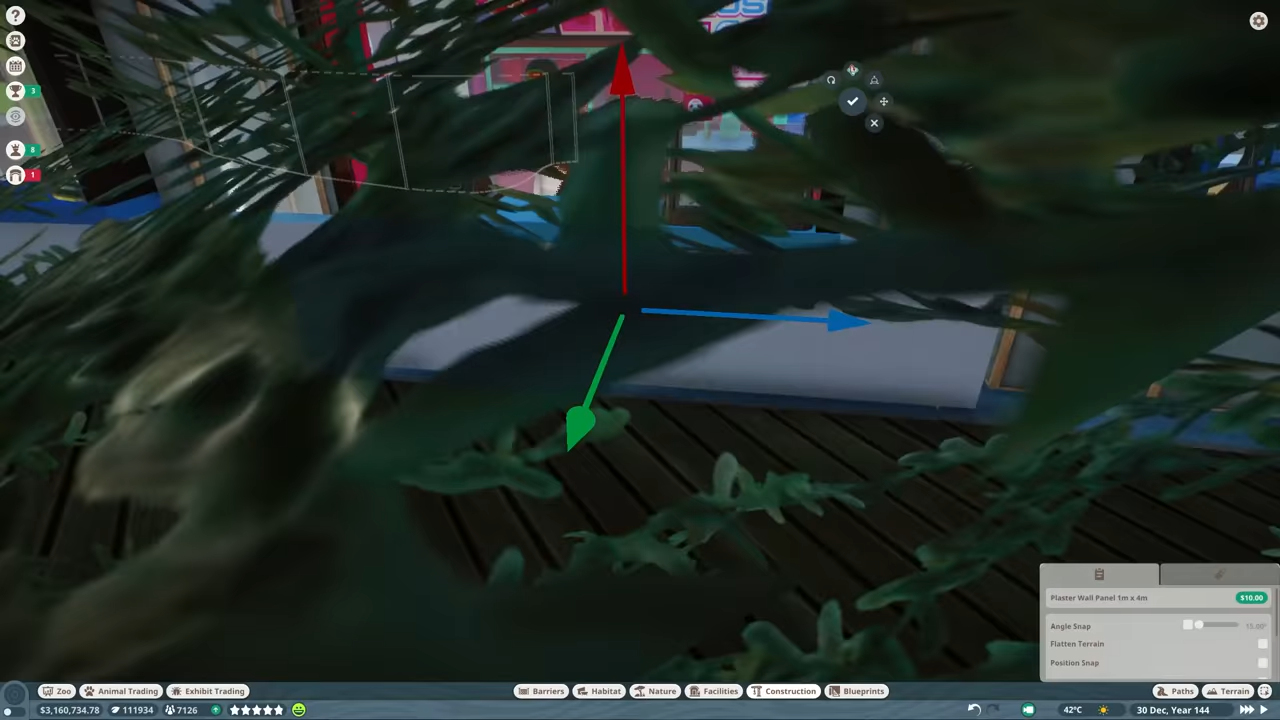 ?
3
8
1
Plaster Wall Panel 1m x 4m
$10.00
Angle Snap
15.00°
Flatten Terrain
Position Snap
Zoo
Animal Trading
Exhibit Trading
Barriers
Habitat
Nature
Facilities
Construction
Blueprints
Paths
Terrain
$3,160,734.78
111934
7126
42°C
30 Dec, Year 144